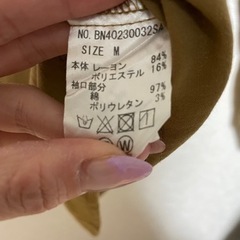 NO. BN40230032SA
SIZE M
本体 レーヨン 84%
ポリエステル 16%
袖口部分
綿 97%
ポリウレタン 3%